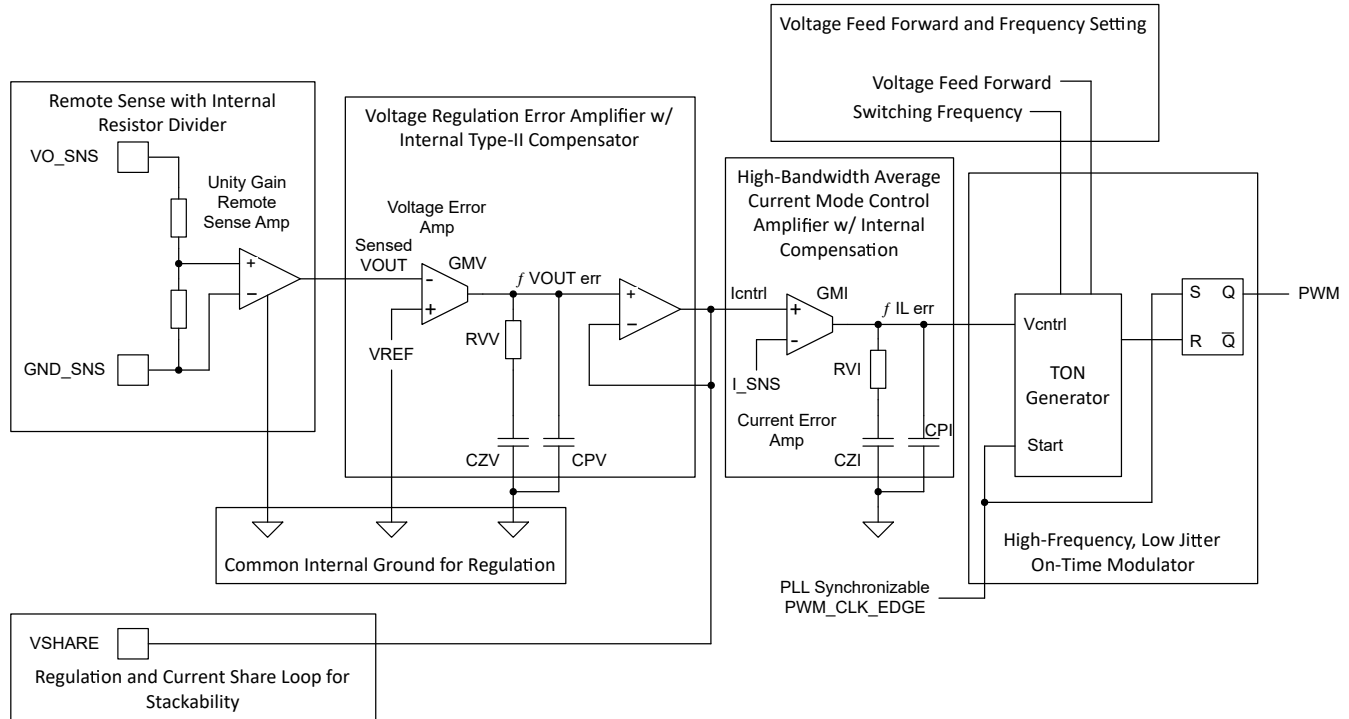 Voltage Feed Forward and Frequency Setting
Voltage Feed Forward
Switching Frequency
Remote Sense with Internal
Resistor Divider
VO_SNS
Unity Gain
Remote
Sense Amp
+
-
GND_SNS
Voltage Regulation Error Amplifier w/
Internal Type-II Compensator
Voltage Error
Amp
Sensed
VOUT
GMV
-
+
VREF
ƒ VOUT err
RVV
CZV
CPV
+
-
Common Internal Ground for Regulation
High-Bandwidth Average
Current Mode Control
Amplifier w/ Internal
Compensation
Icntrl
GMI
+
-
I_SNS
ƒ IL err
RVI
Current Error
Amp
CZI
CPI
Vcntrl
TON
Generator
Start
S Q
R Q̅
PWM
High-Frequency, Low Jitter
On-Time Modulator
PLL Synchronizable
PWM_CLK_EDGE
VSHARE
Regulation and Current Share Loop for
Stackability